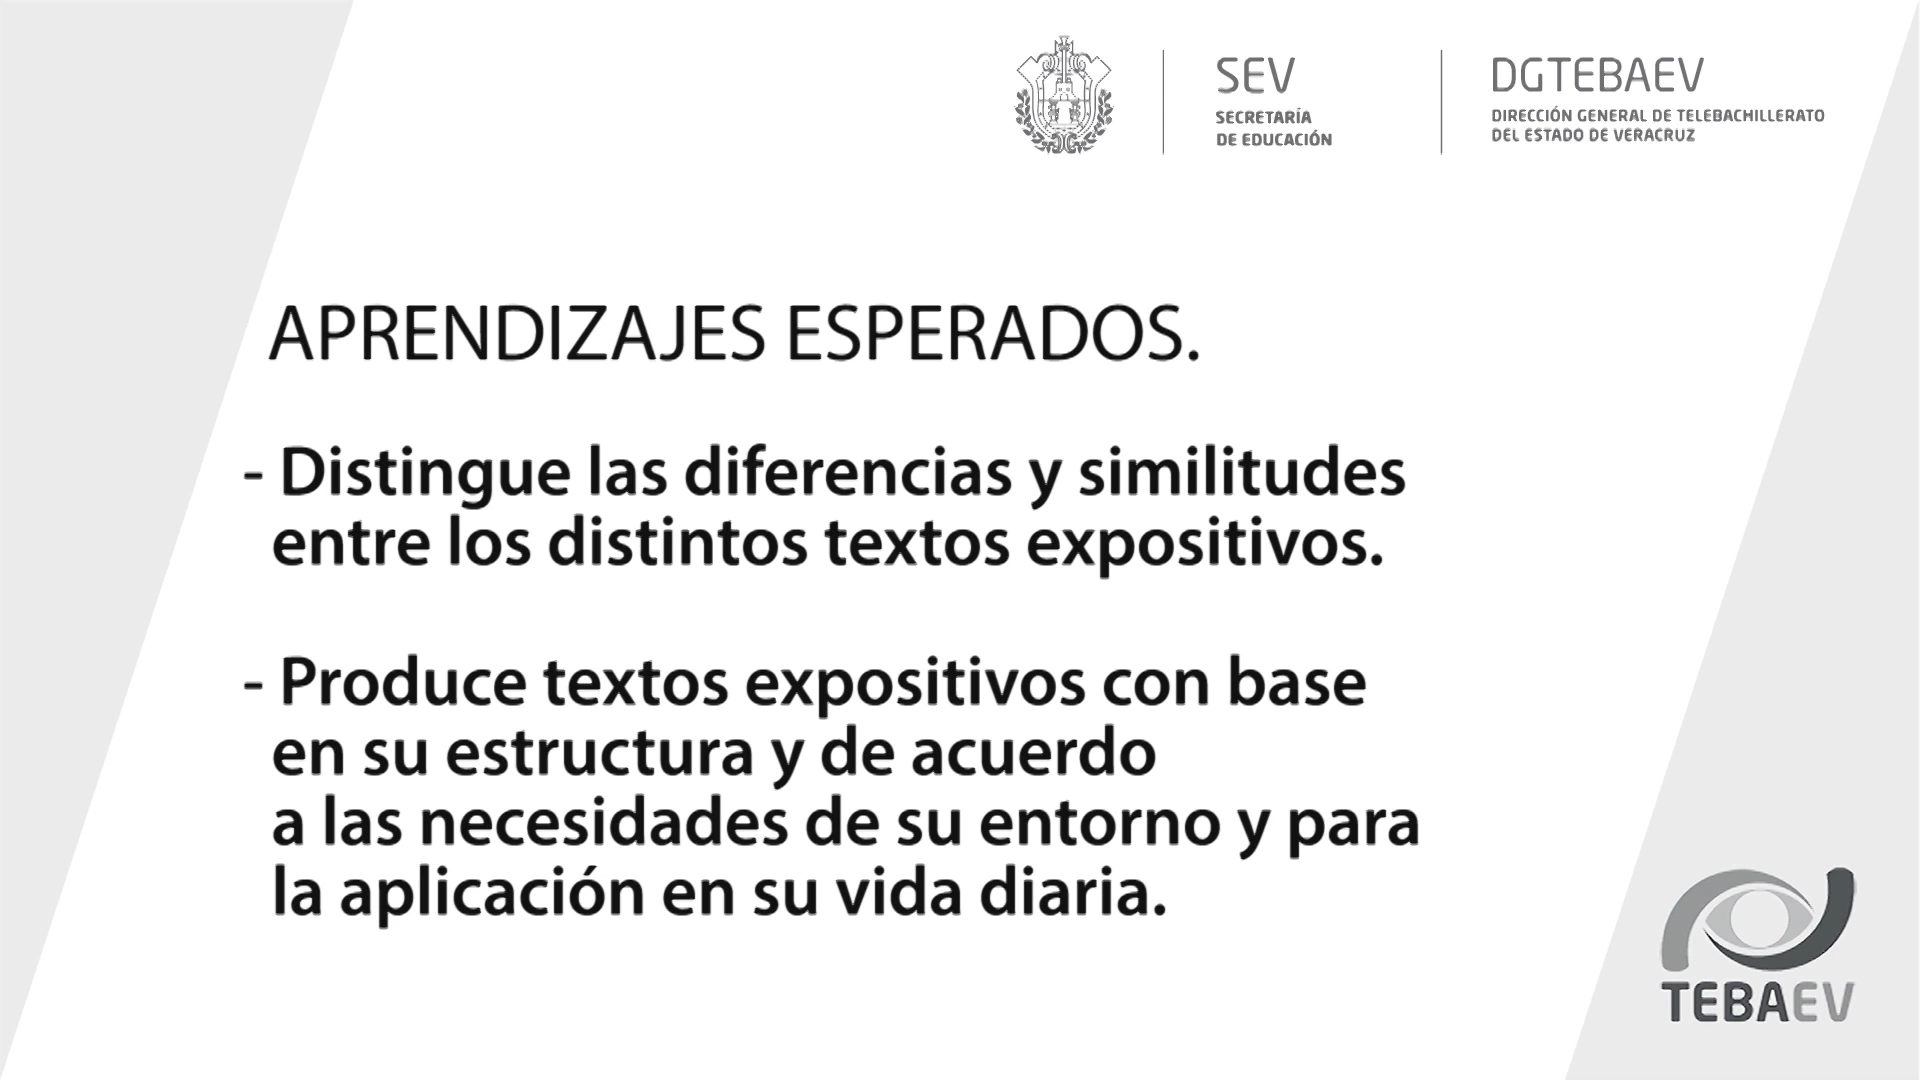 SEV
SECRETARÍA
DE EDUCACIÓN
DGTEBAEV
DIRECCIÓN GENERAL DE TELEBACHILLERATO
DEL ESTADO DE VERACRUZ
APRENDIZAJES ESPERADOS.
- Distingue las diferencias y similitudes
entre los distintos textos expositivos.
- Produce textos expositivos con base
en su estructura y de acuerdo
a las necesidades de su entorno y para
la aplicación en su vida diaria.
TEBAEV